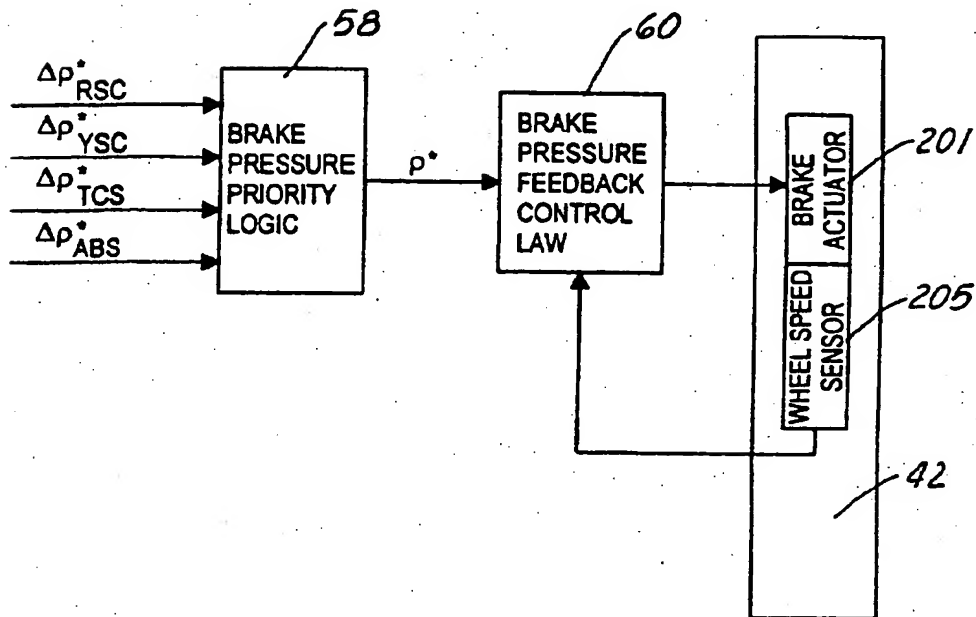 58
60
Δρ*RSC
Δρ*YSC
Δρ*TCS
Δρ*ABS
BRAKE
PRESSURE
PRIORITY
LOGIC
ρ*
BRAKE
PRESSURE
FEEDBACK
CONTROL
LAW
BRAKE
ACTUATOR
201
WHEEL SPEED
SENSOR
205
42